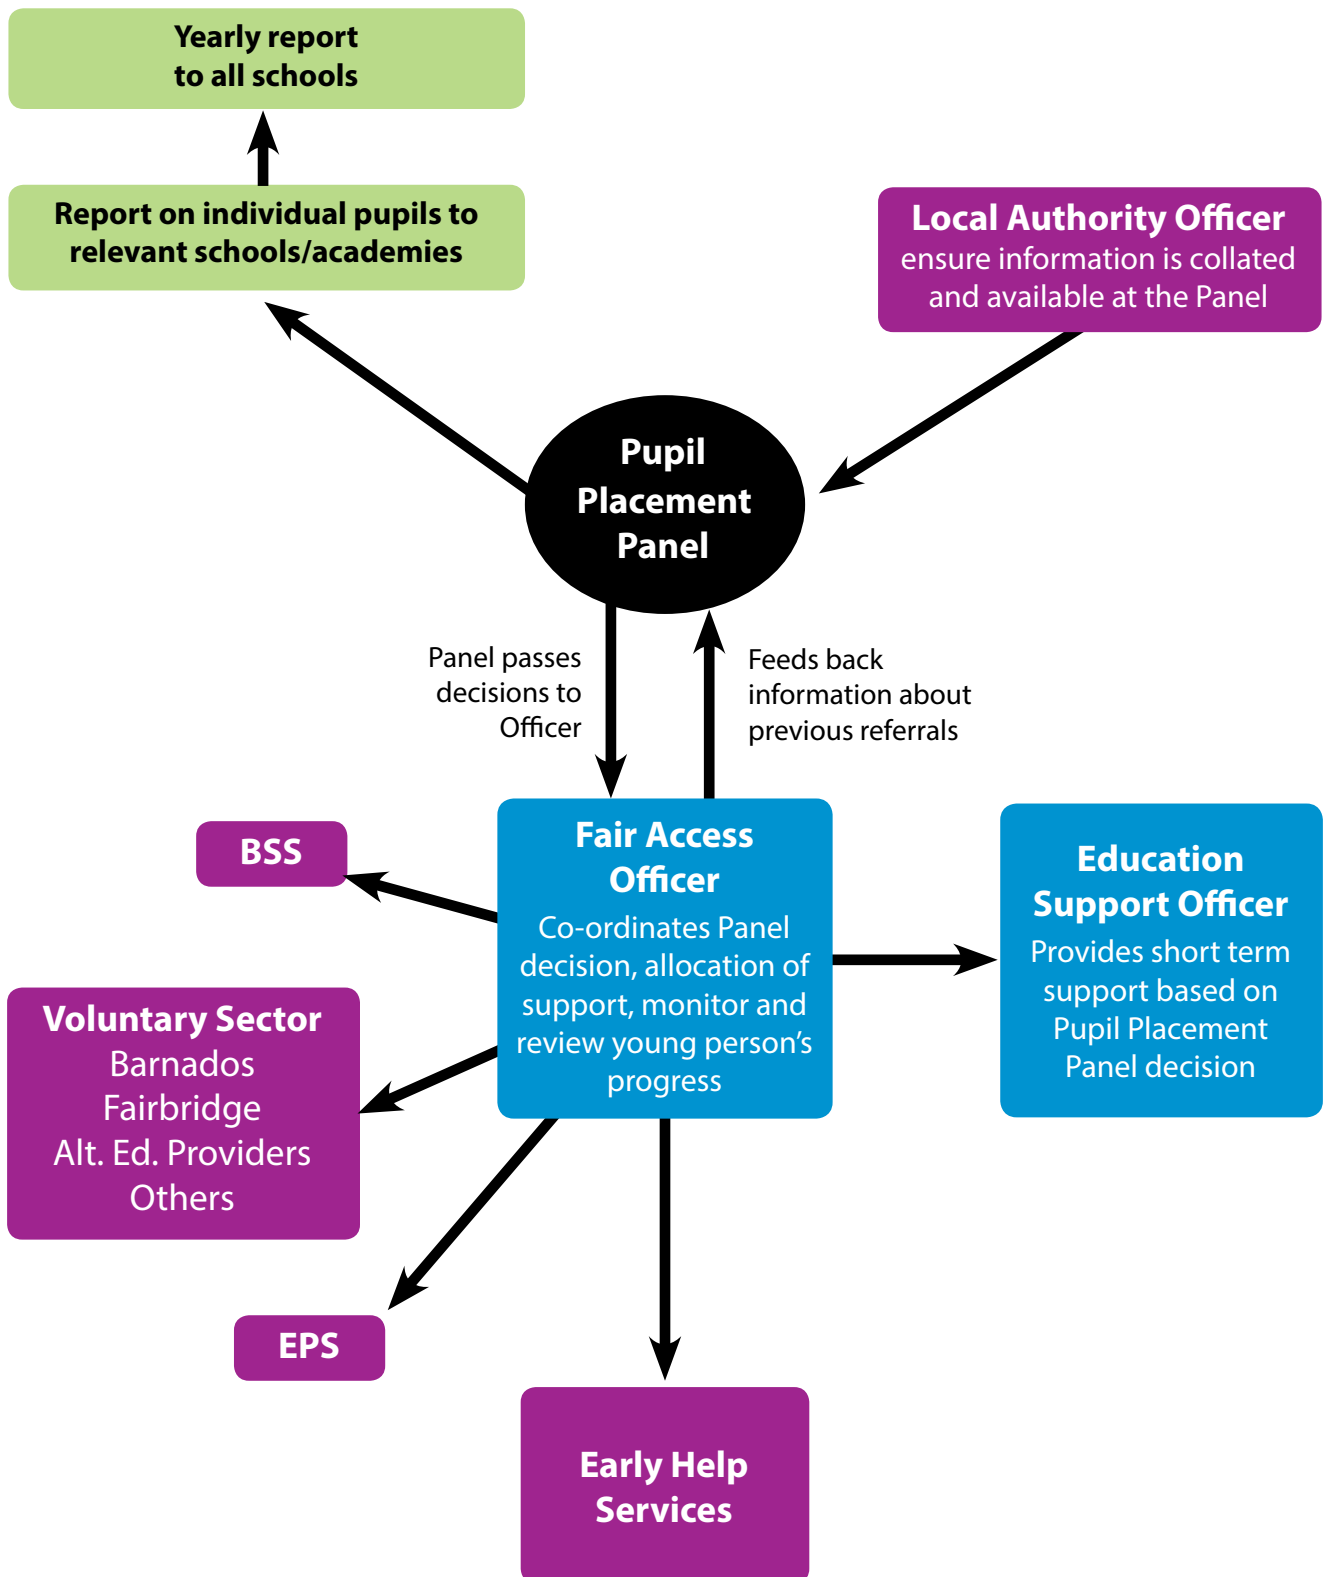 Yearly report
to all schools
Report on individual pupils to
relevant schools/academies
Local Authority Officer
ensure information is collated
and available at the Panel
Pupil
Placement
Panel
Panel passes
decisions to
Officer
Feeds back
information about
previous referrals
BSS
Fair Access
Officer
Co-ordinates Panel
decision, allocation of
support, monitor and
review young person’s
progress
Education
Support Officer
Provides short term
support based on
Pupil Placement
Panel decision
Voluntary Sector
Barnados
Fairbridge
Alt. Ed. Providers
Others
EPS
Early Help
Services